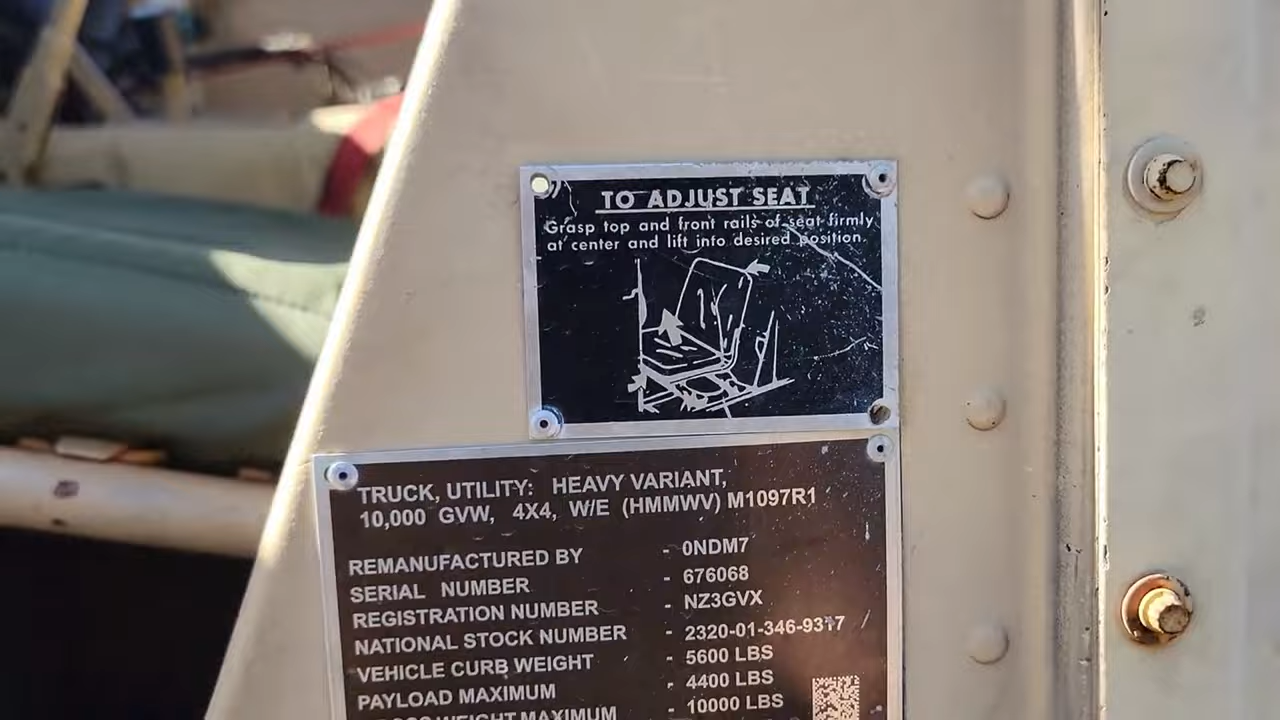 TO ADJUST SEAT
Grasp top and front rails of seat firmly
at center and lift into desired position.
TRUCK, UTILITY: HEAVY VARIANT,
10,000 GVW, 4X4, W/E (HMMWV) M1097R1
REMANUFACTURED BY - 0NDM7
SERIAL NUMBER - 676068
REGISTRATION NUMBER - NZ3GVX
NATIONAL STOCK NUMBER - 2320-01-346-9317
VEHICLE CURB WEIGHT - 5600 LBS
PAYLOAD MAXIMUM - 4400 LBS
WEIGHT MAXIMUM - 10000 LBS